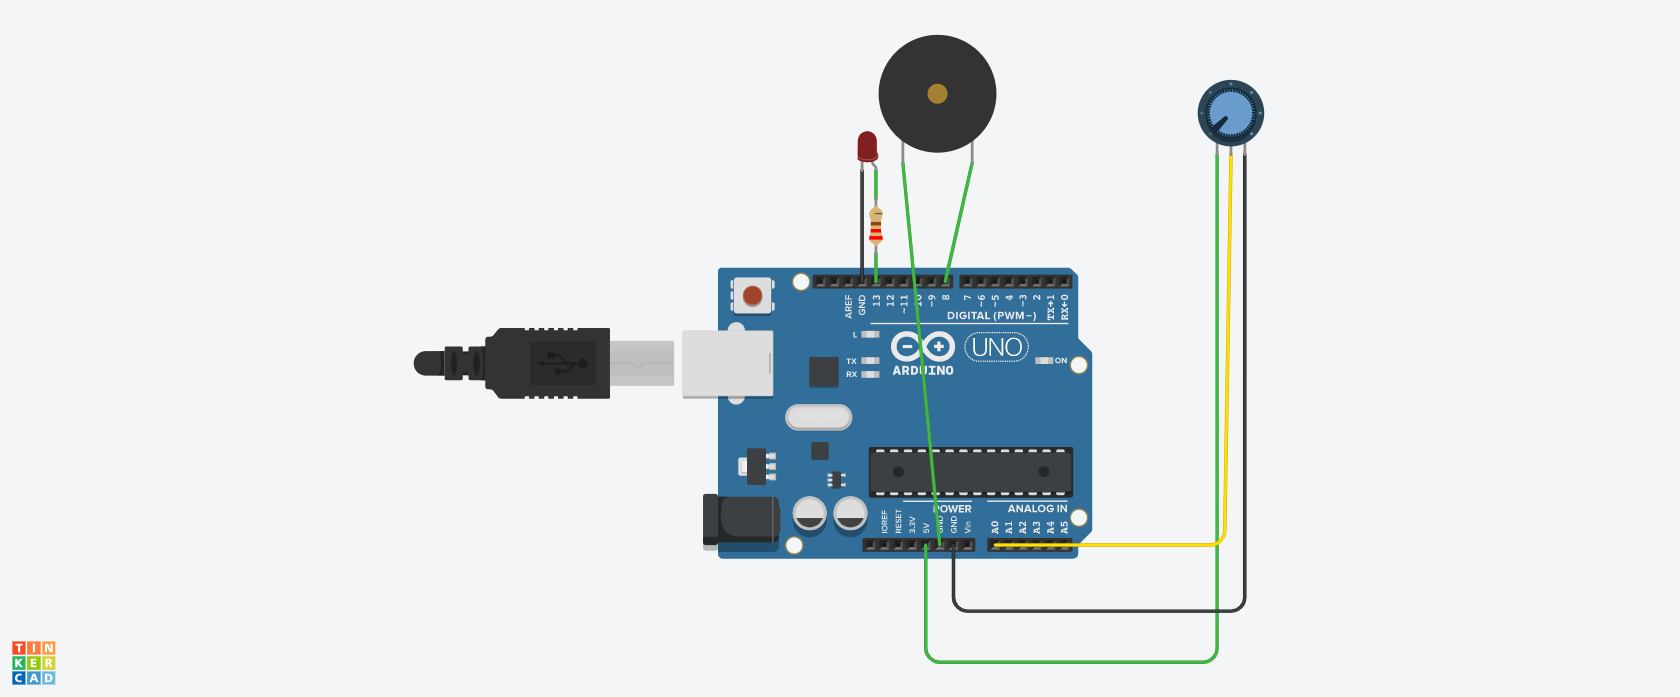 AREF
GND
13
12
~11
10
~9
8
7
~6
~5
4
~3
2
TX→1
RX←0
DIGITAL (PWM~)
L
TX
RX
ARDUINO
UNO
ON
POWER
ANALOG IN
IOREF
RESET
3.3V
5V
GND
GND
Vin
A0
A1
A2
A3
A4
A5
TIN
KER
CAD